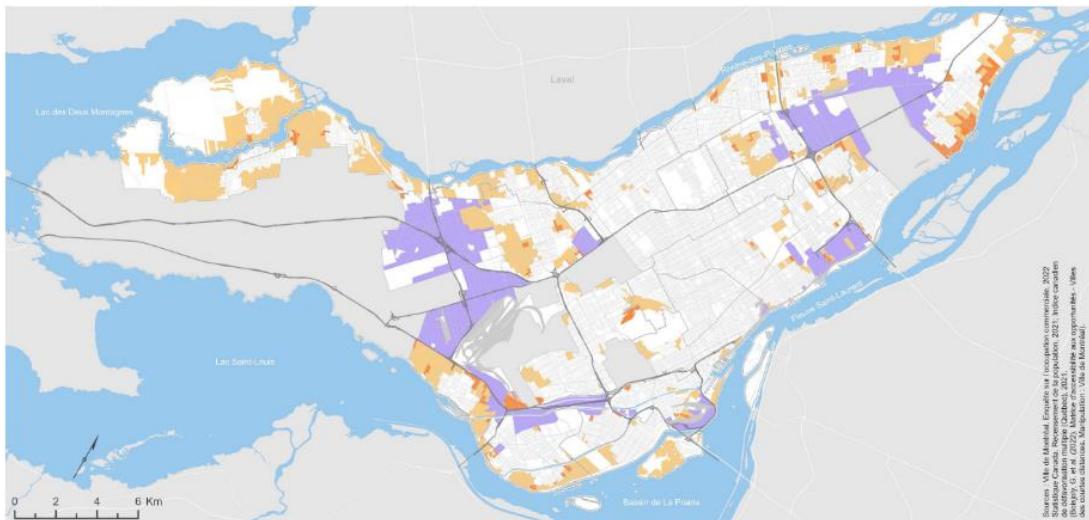 Rivière-des-Prairies
Laval
Lac des Deux Montagnes
Fleuve Saint-Laurent
Lac Saint-Louis
Bassin de La Prairie
0 2 4 6 Km
Sources : Ville de Montréal, Enquête sur l'occupation commerciale, 2022
Statistique Canada, Recensement de la population, 2021; Indice canadien
de défavorisation multiple (Québec), 2021,
(Boisjoly, G. et al. (2022). Matrice d'accessibilité aux opportunités - Villes
des courtes distances. Manipulation : Ville de Montréal).